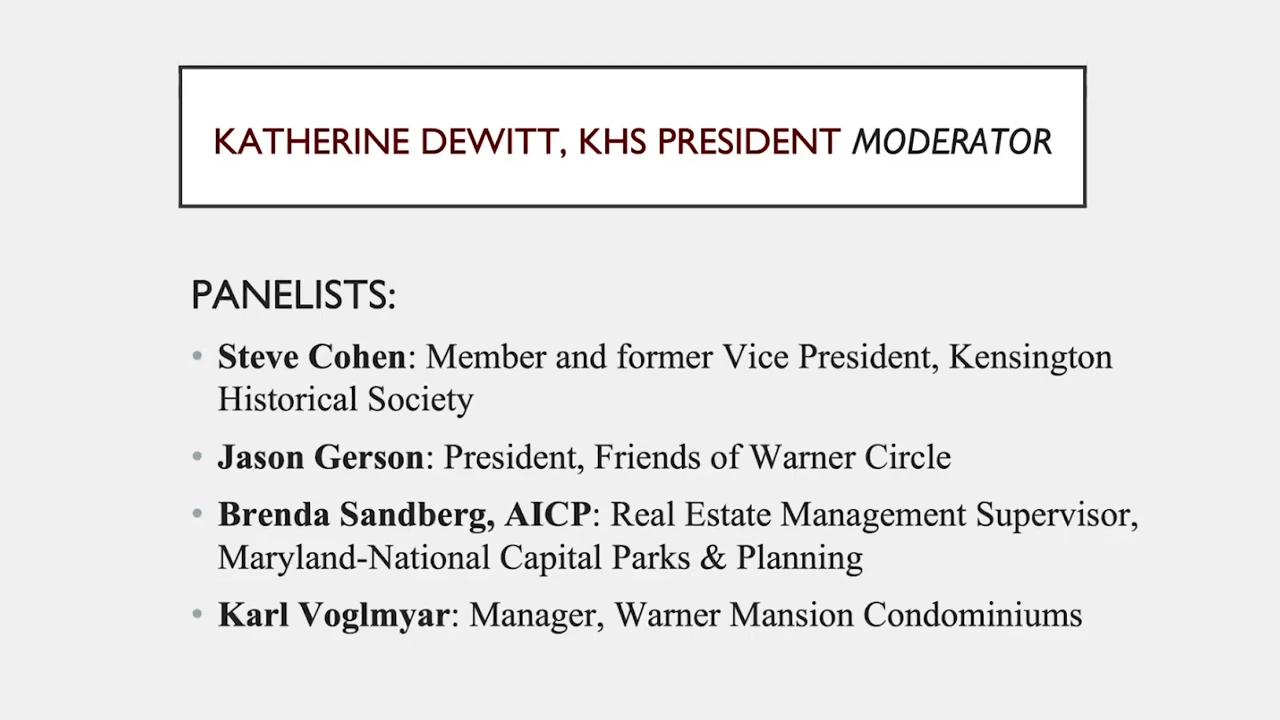 KATHERINE DEWITT, KHS PRESIDENT MODERATOR
PANELISTS:
• Steve Cohen: Member and former Vice President, Kensington
Historical Society
• Jason Gerson: President, Friends of Warner Circle
• Brenda Sandberg, AICP: Real Estate Management Supervisor,
Maryland-National Capital Parks & Planning
• Karl Voglmyar: Manager, Warner Mansion Condominiums